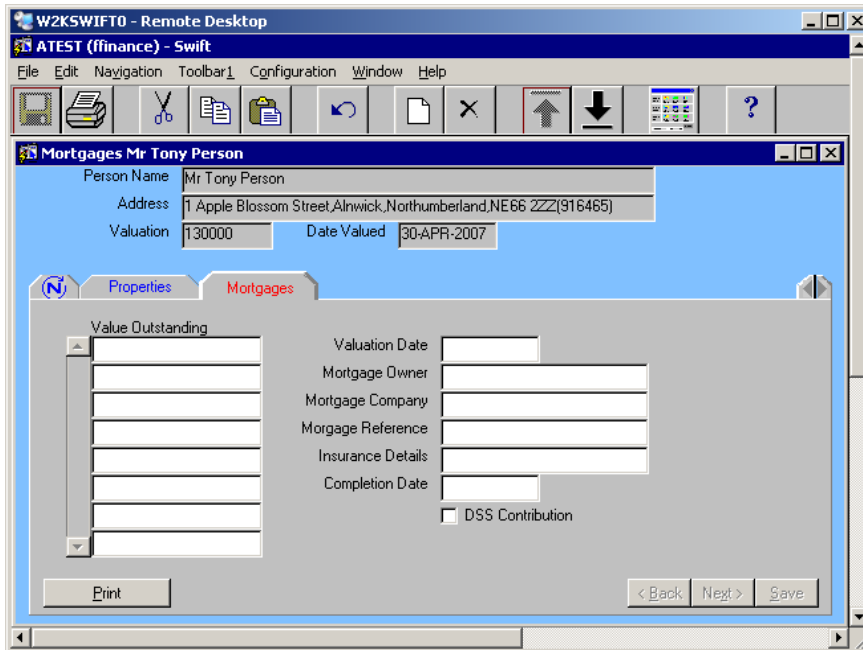 W2KSWIFT0 - Remote Desktop
ATEST (ffinance) - Swift
File Edit Navigation Toolbar1 Configuration Window Help
?
Mortgages Mr Tony Person
Person Name Mr Tony Person
Address 1 Apple Blossom Street,Alnwick,Northumberland,NE66 2ZZ(916465)
Valuation 130000 Date Valued 30-APR-2007
N Properties Mortgages
Value Outstanding
Valuation Date
Mortgage Owner
Mortgage Company
Morgage Reference
Insurance Details
Completion Date
DSS Contribution
Print < Back Next > Save